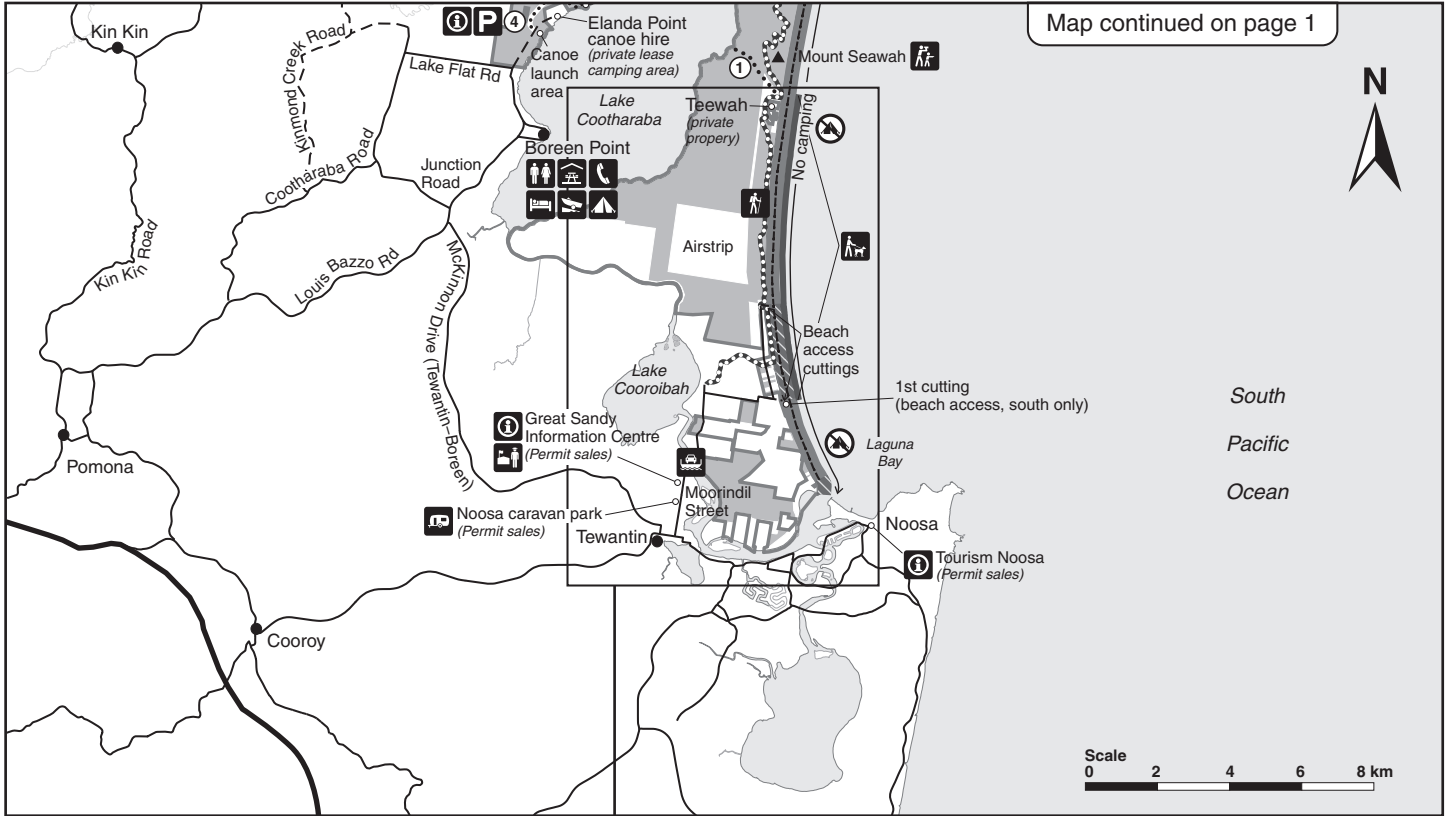 Map continued on page 1
Kin Kin
Kinmond Creek Road
P
4
Elanda Point
canoe hire
(private lease
camping area)
Canoe
launch
area
Lake Flat Rd
1
Mount Seawah
N
Lake
Cootharaba
Teewah
(private
propery)
No camping
Boreen Point
Cootharaba Road
Junction
Road
Kin Kin Road
Louis Bazzo Rd
McKinnon Drive (Tewantin–Boreen)
Airstrip
Beach
access
cuttings
Lake
Cooroibah
1st cutting
(beach access, south only)
South
Pacific
Ocean
Great Sandy
Information Centre
(Permit sales)
Laguna
Bay
Pomona
Moorindil
Street
Noosa caravan park
(Permit sales)
Tewantin
Noosa
Tourism Noosa
(Permit sales)
Cooroy
Scale
0 2 4 6 8 km